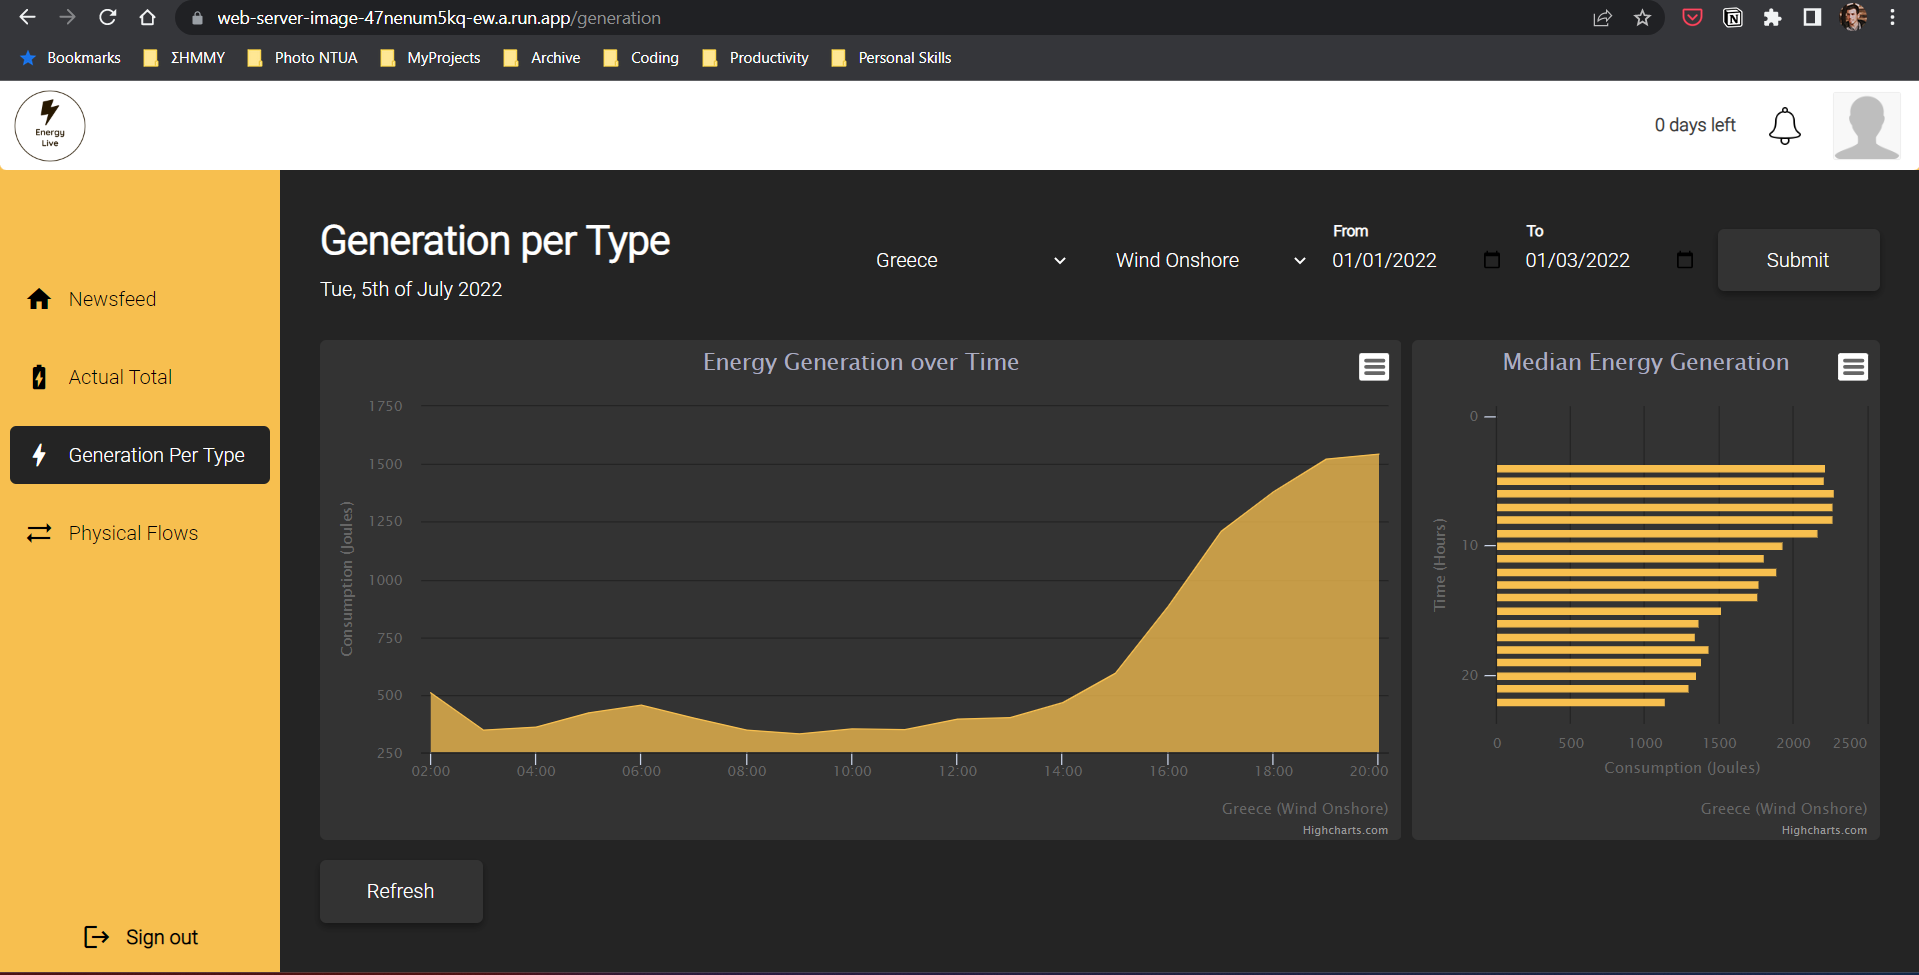 web-server-image-47nenum5kq-ew.a.run.app/generation
Bookmarks ΣΗΜΜΥ Photo NTUA MyProjects Archive Coding Productivity Personal Skills
Energy
Live
0 days left
Newsfeed
Actual Total
Generation Per Type
Physical Flows
Sign out
Generation per Type
Tue, 5th of July 2022
Greece
Wind Onshore
From
01/01/2022
To
01/03/2022
Submit
Energy Generation over Time
Consumption (Joules)
1750
1500
1250
1000
750
500
250
02:00 04:00 06:00 08:00 10:00 12:00 14:00 16:00 18:00 20:00
Greece (Wind Onshore)
Highcharts.com
Median Energy Generation
Time (Hours)
0
10
20
0 500 1000 1500 2000 2500
Consumption (Joules)
Greece (Wind Onshore)
Highcharts.com
Refresh